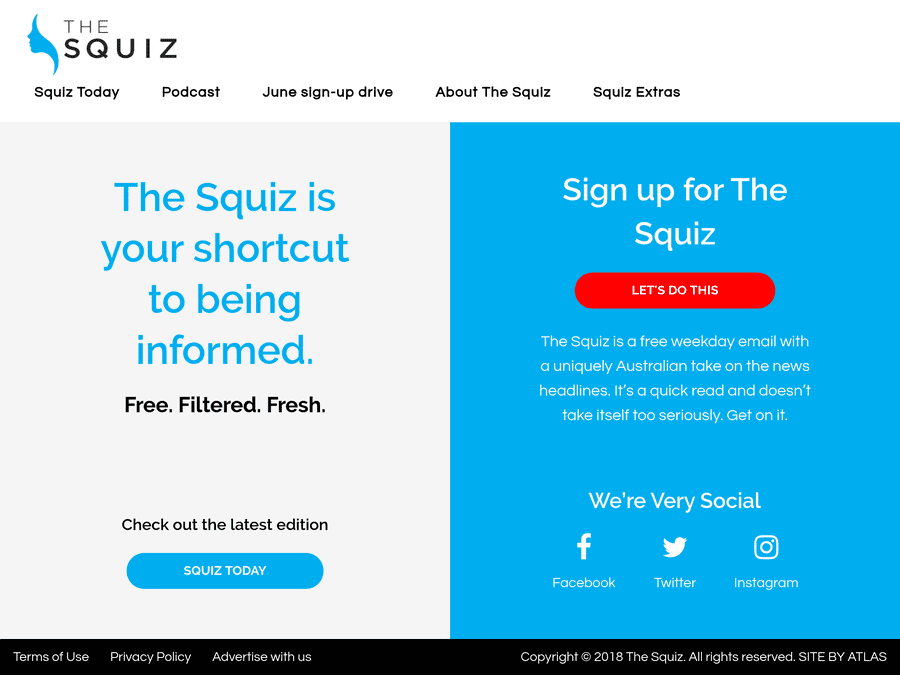 THE
SQUIZ
Squiz Today Podcast June sign-up drive About The Squiz Squiz Extras
The Squiz is
your shortcut
to being
informed.
Free. Filtered. Fresh.
Check out the latest edition
SQUIZ TODAY
Sign up for The
Squiz
LET'S DO THIS
The Squiz is a free weekday email with
a uniquely Australian take on the news
headlines. It's a quick read and doesn't
take itself too seriously. Get on it.
We're Very Social
Facebook Twitter Instagram
Terms of Use Privacy Policy Advertise with us
Copyright © 2018 The Squiz. All rights reserved. SITE BY ATLAS